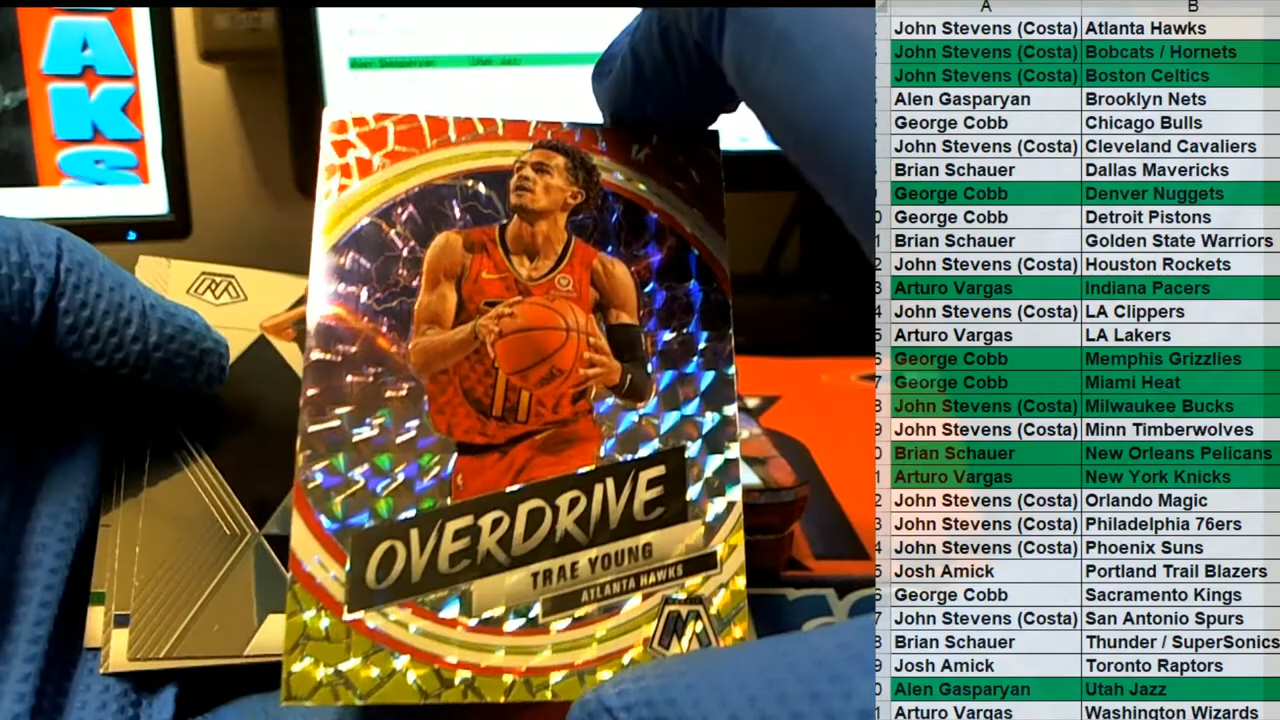 AKS
Alen Gasparyan Utah Jazz
11
OVERDRIVE
TRAE YOUNG
ATLANTA HAWKS
A B
John Stevens (Costa) Atlanta Hawks
John Stevens (Costa) Bobcats / Hornets
John Stevens (Costa) Boston Celtics
Alen Gasparyan Brooklyn Nets
George Cobb Chicago Bulls
John Stevens (Costa) Cleveland Cavaliers
Brian Schauer Dallas Mavericks
George Cobb Denver Nuggets
George Cobb Detroit Pistons
Brian Schauer Golden State Warriors
John Stevens (Costa) Houston Rockets
Arturo Vargas Indiana Pacers
John Stevens (Costa) LA Clippers
Arturo Vargas LA Lakers
George Cobb Memphis Grizzlies
George Cobb Miami Heat
John Stevens (Costa) Milwaukee Bucks
John Stevens (Costa) Minn Timberwolves
Brian Schauer New Orleans Pelicans
Arturo Vargas New York Knicks
John Stevens (Costa) Orlando Magic
John Stevens (Costa) Philadelphia 76ers
John Stevens (Costa) Phoenix Suns
Josh Amick Portland Trail Blazers
George Cobb Sacramento Kings
John Stevens (Costa) San Antonio Spurs
Brian Schauer Thunder / SuperSonics
Josh Amick Toronto Raptors
Alen Gasparyan Utah Jazz
Arturo Vargas Washington Wizards